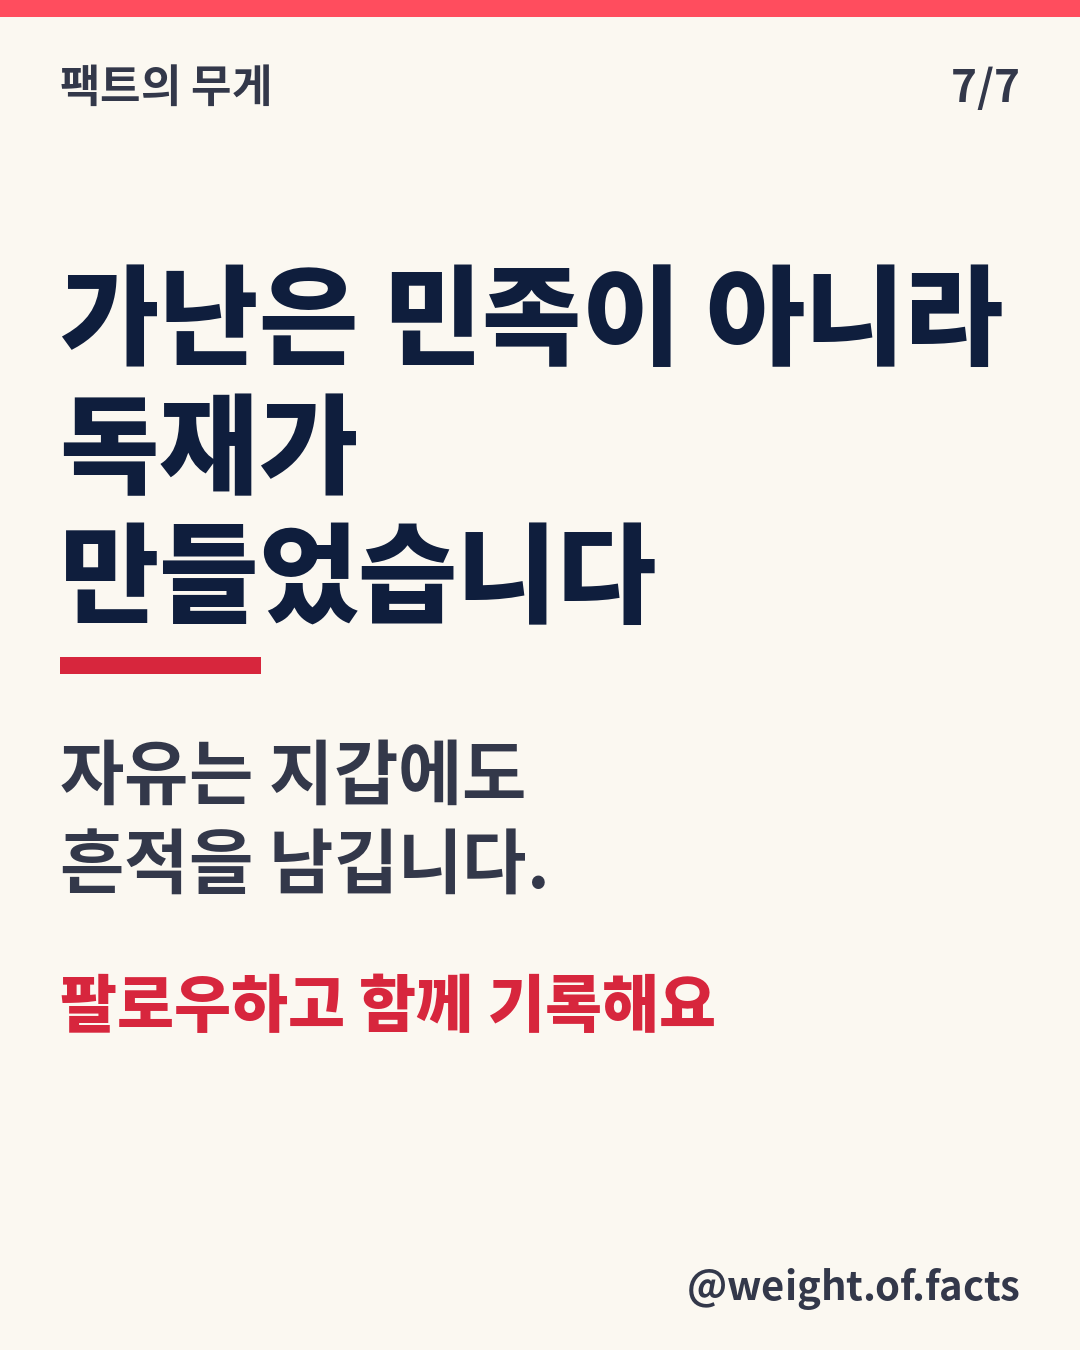 팩트의 무게
7/7
가난은 민족이 아니라
독재가
만들었습니다
자유는 지갑에도
흔적을 남깁니다.
팔로우하고 함께 기록해요
@weight.of.facts